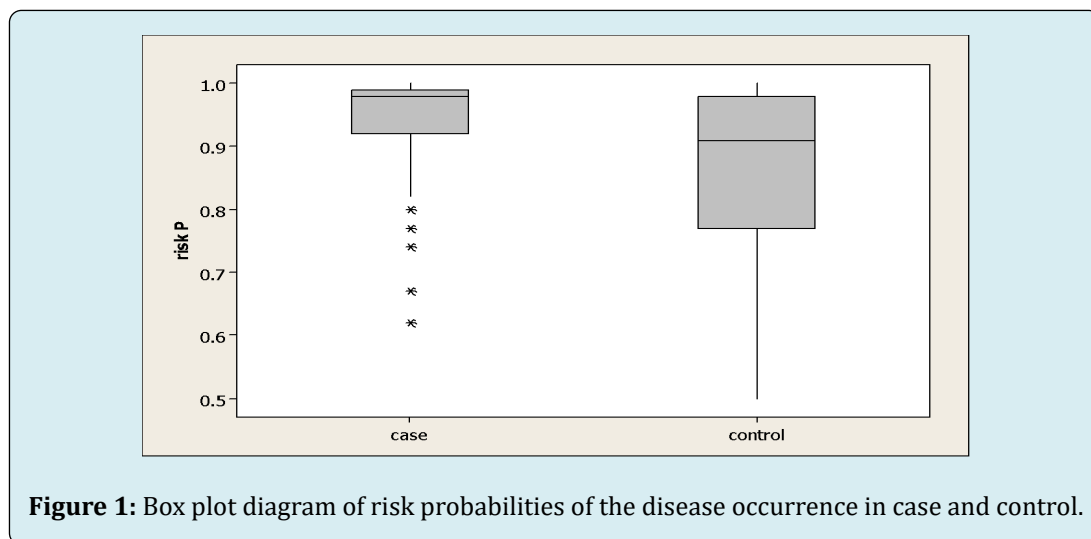 1.0
0.9
0.8
0.7
0.6
0.5
risk P
case control
Figure 1: Box plot diagram of risk probabilities of the disease occurrence in case and control.